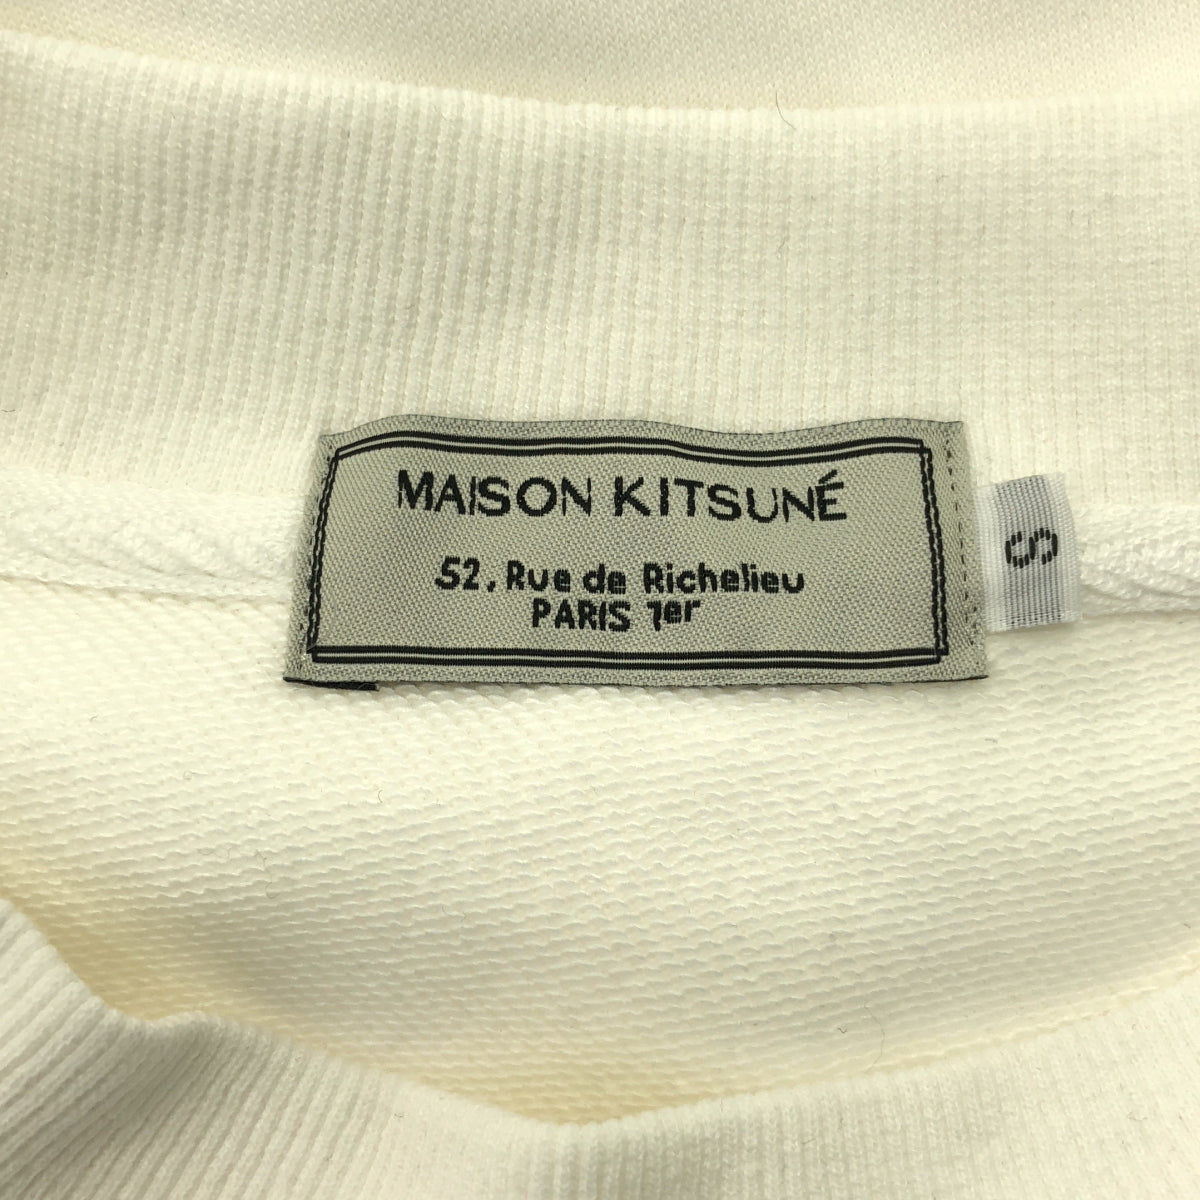 MAISON KITSUNÉ
52, Rue de Richelieu
PARIS 1er
S